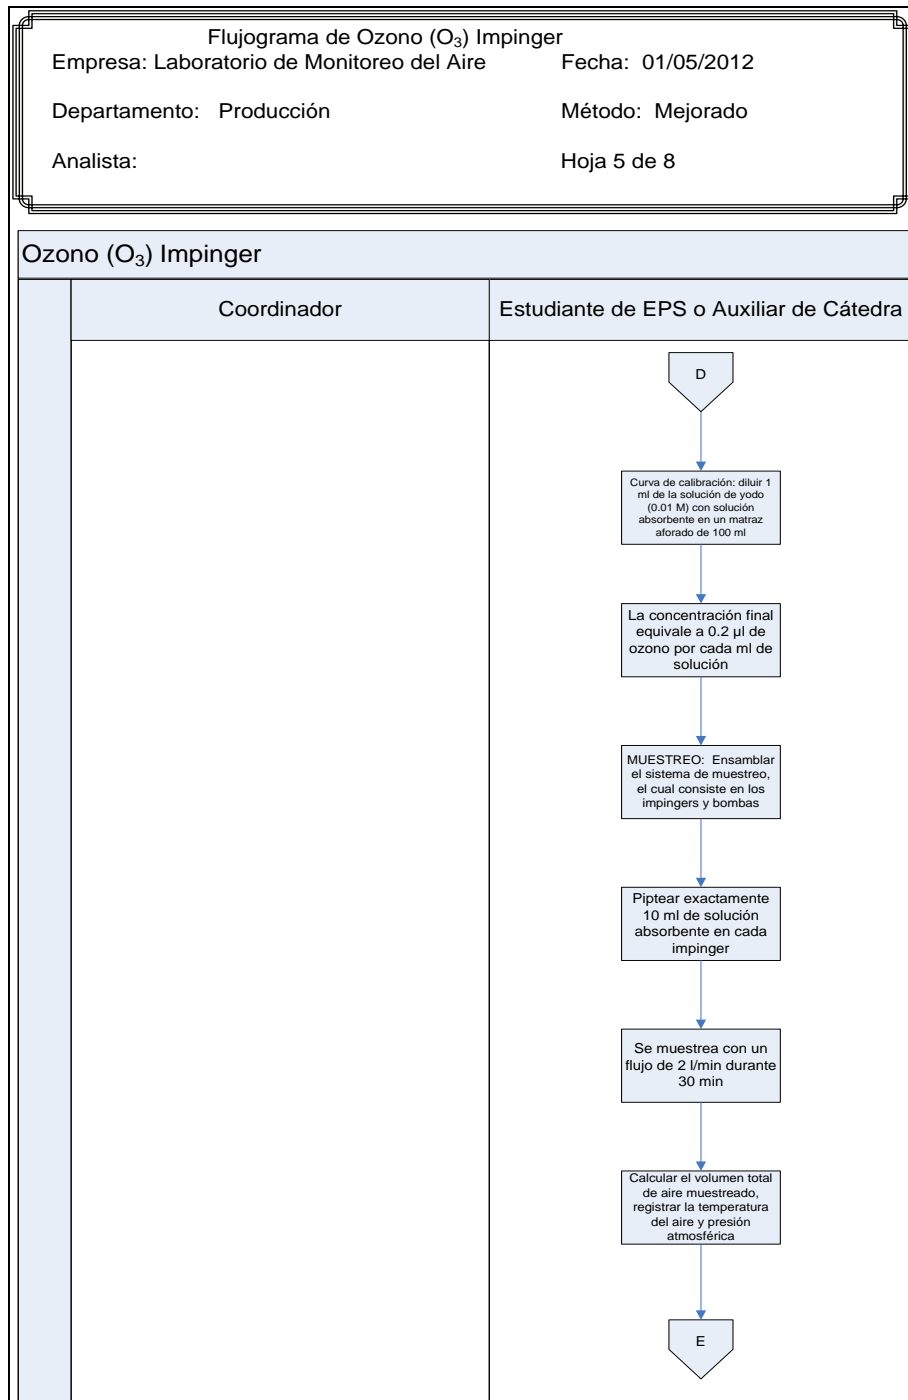 Flujograma de Ozono (O₃) Impinger
Empresa: Laboratorio de Monitoreo del Aire Fecha: 01/05/2012
Departamento: Producción Método: Mejorado
Analista: Hoja 5 de 8
Ozono (O₃) Impinger
Coordinador
Estudiante de EPS o Auxiliar de Cátedra
D
Curva de calibración: diluir 1
ml de la solución de yodo
(0.01 M) con solución
absorbente en un matraz
aforado de 100 ml
La concentración final
equivale a 0.2 µl de
ozono por cada ml de
solución
MUESTREO: Ensamblar
el sistema de muestreo,
el cual consiste en los
impingers y bombas
Piptear exactamente
10 ml de solución
absorbente en cada
impinger
Se muestrea con un
flujo de 2 l/min durante
30 min
Calcular el volumen total
de aire muestreado,
registrar la temperatura
del aire y presión
atmosférica
E